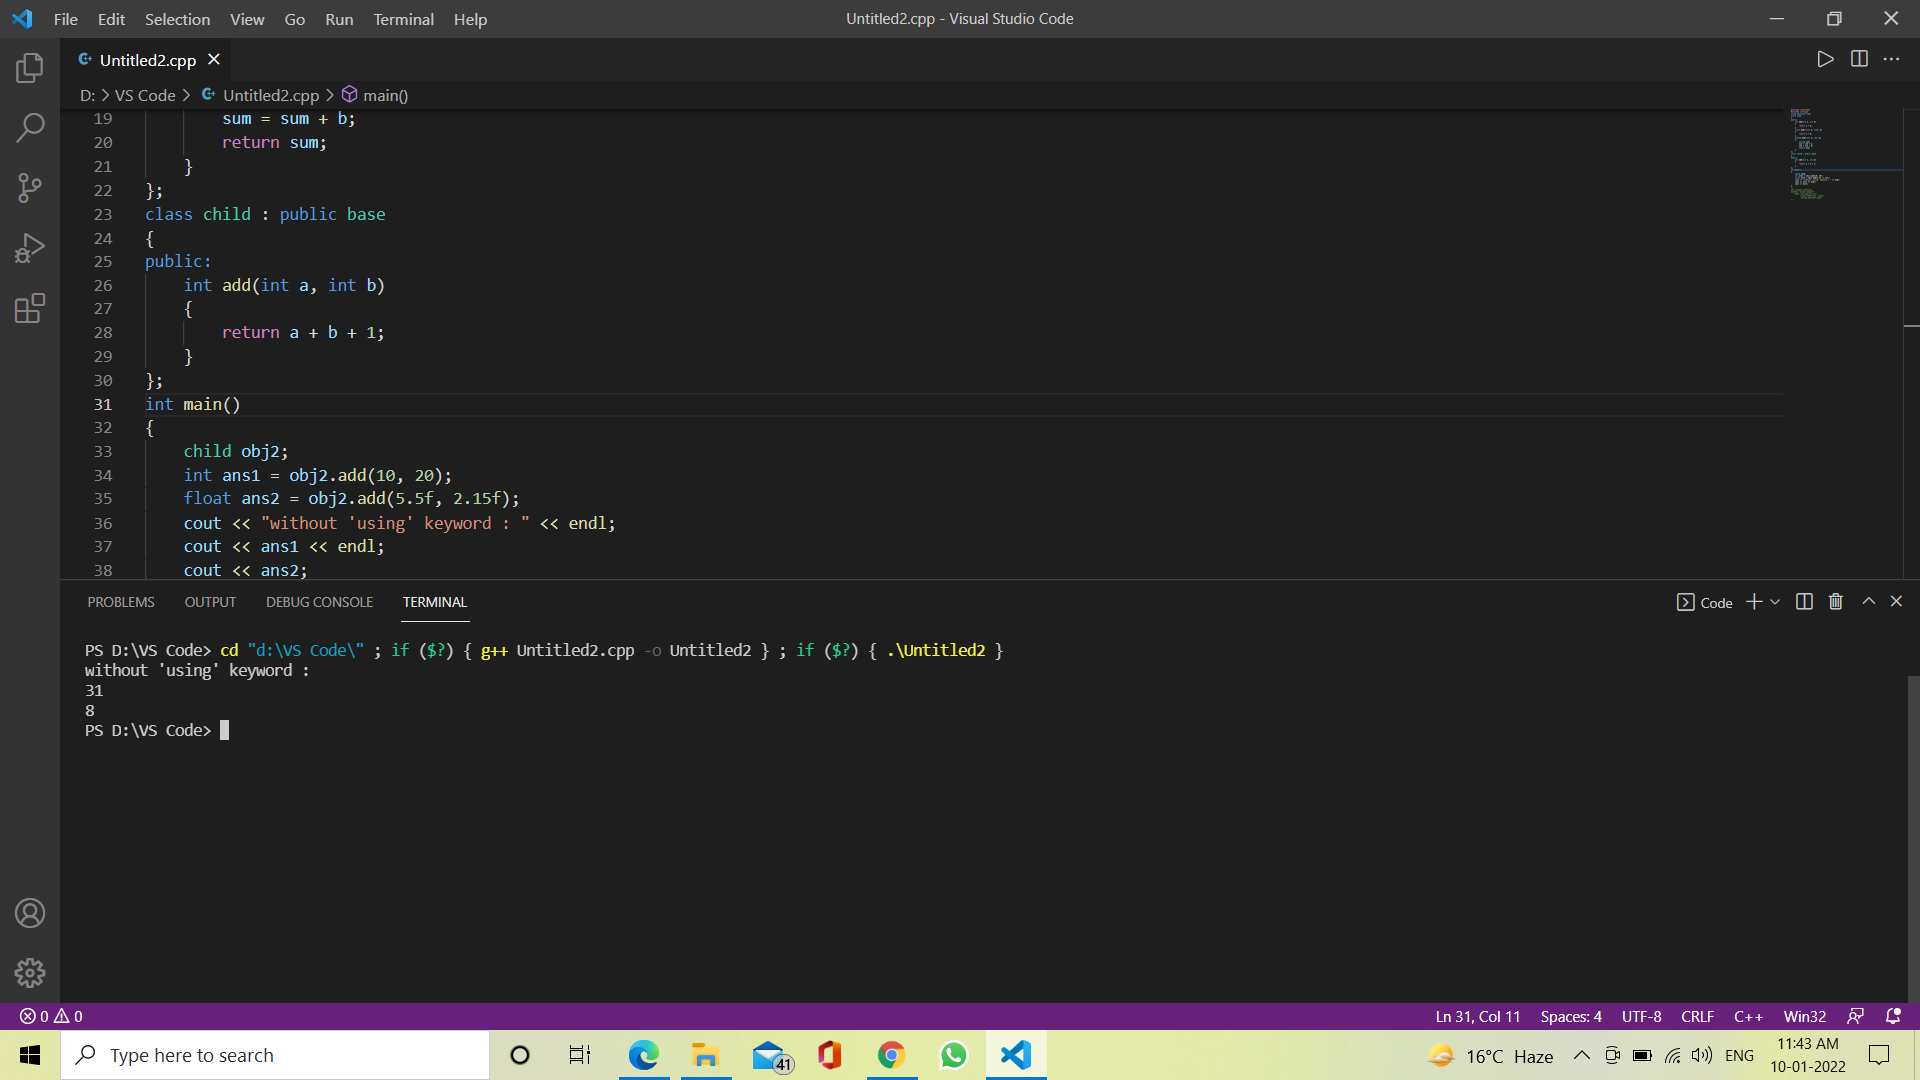 File Edit Selection View Go Run Terminal Help
Untitled2.cpp - Visual Studio Code
Untitled2.cpp
D: > VS Code > Untitled2.cpp > main()
19 sum = sum + b;
20 return sum;
21 }
22 };
23 class child : public base
24 {
25 public:
26 int add(int a, int b)
27 {
28 return a + b + 1;
29 }
30 };
31 int main()
32 {
33 child obj2;
34 int ans1 = obj2.add(10, 20);
35 float ans2 = obj2.add(5.5f, 2.15f);
36 cout << "without 'using' keyword : " << endl;
37 cout << ans1 << endl;
38 cout << ans2;
PROBLEMS OUTPUT DEBUG CONSOLE TERMINAL
Code
PS D:\VS Code> cd "d:\VS Code\" ; if ($?) { g++ Untitled2.cpp -o Untitled2 } ; if ($?) { .\Untitled2 }
without 'using' keyword :
31
8
PS D:\VS Code>
0 0
Ln 31, Col 11 Spaces: 4 UTF-8 CRLF C++ Win32
Type here to search
41
16°C Haze
ENG
11:43 AM
10-01-2022